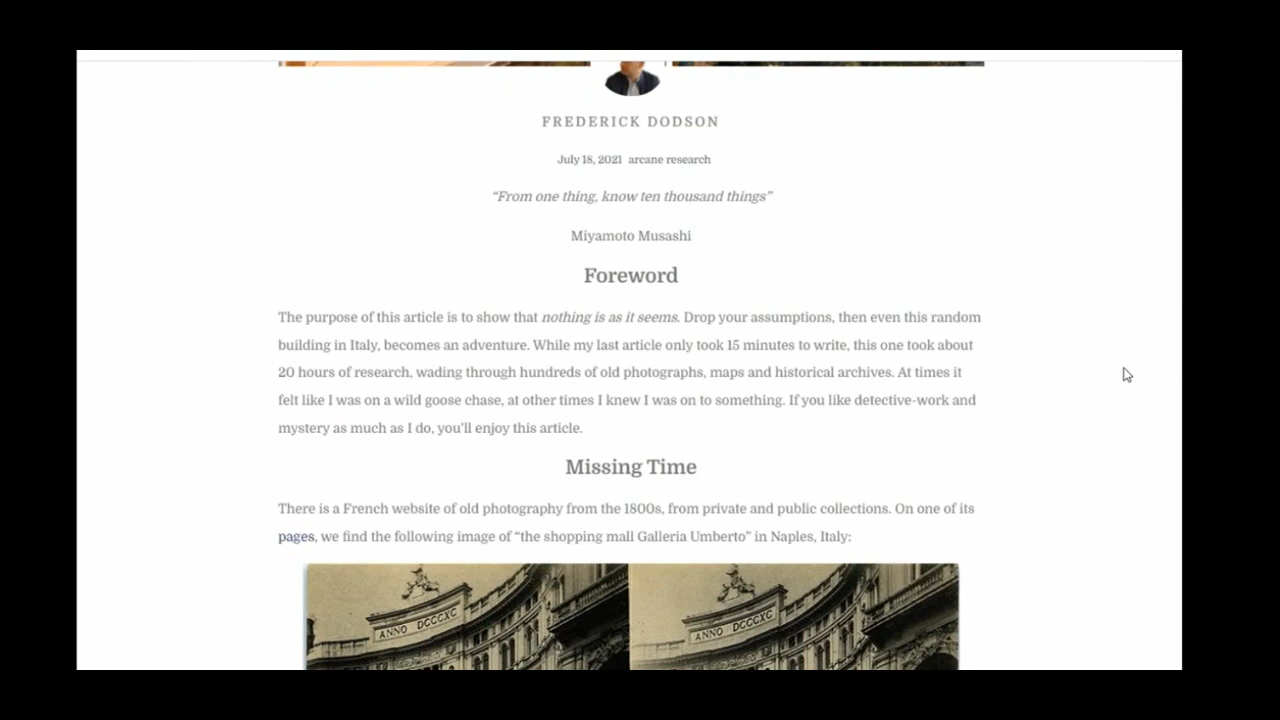 FREDERICK DODSON
July 18, 2021 arcane research
“From one thing, know ten thousand things”
Miyamoto Musashi
Foreword
The purpose of this article is to show that nothing is as it seems. Drop your assumptions, then even this random
building in Italy, becomes an adventure. While my last article only took 15 minutes to write, this one took about
20 hours of research, wading through hundreds of old photographs, maps and historical archives. At times it
felt like I was on a wild goose chase, at other times I knew I was on to something. If you like detective-work and
mystery as much as I do, you’ll enjoy this article.
Missing Time
There is a French website of old photography from the 1800s, from private and public collections. On one of its
pages, we find the following image of “the shopping mall Galleria Umberto” in Naples, Italy:
ANNO DCCCXC
ANNO DCCCXC